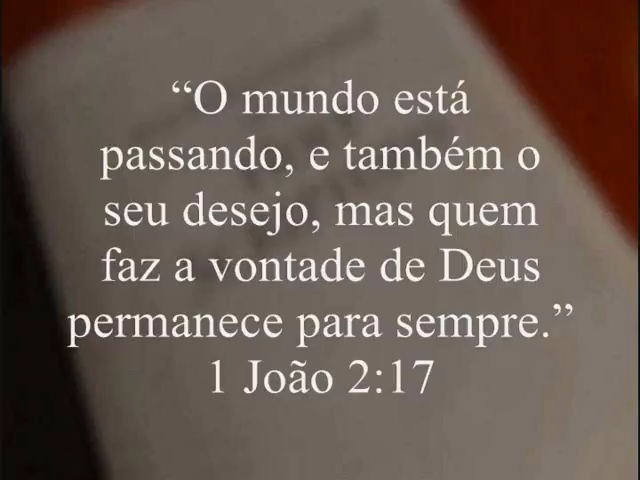 “O mundo está
passando, e também o
seu desejo, mas quem
faz a vontade de Deus
permanece para sempre.”
1 João 2:17